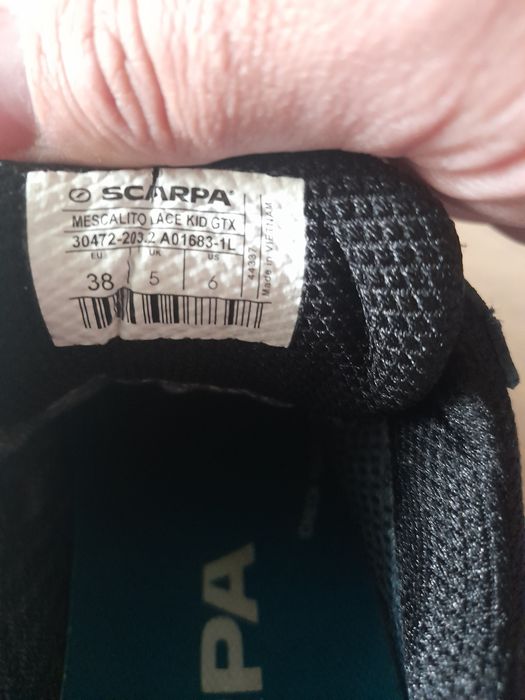 SCARPA
MESCALITO LACE KID GTX
30472-203.2 A01683-1L
EU UK US
38 5 6
Made in VIETNAM
PA